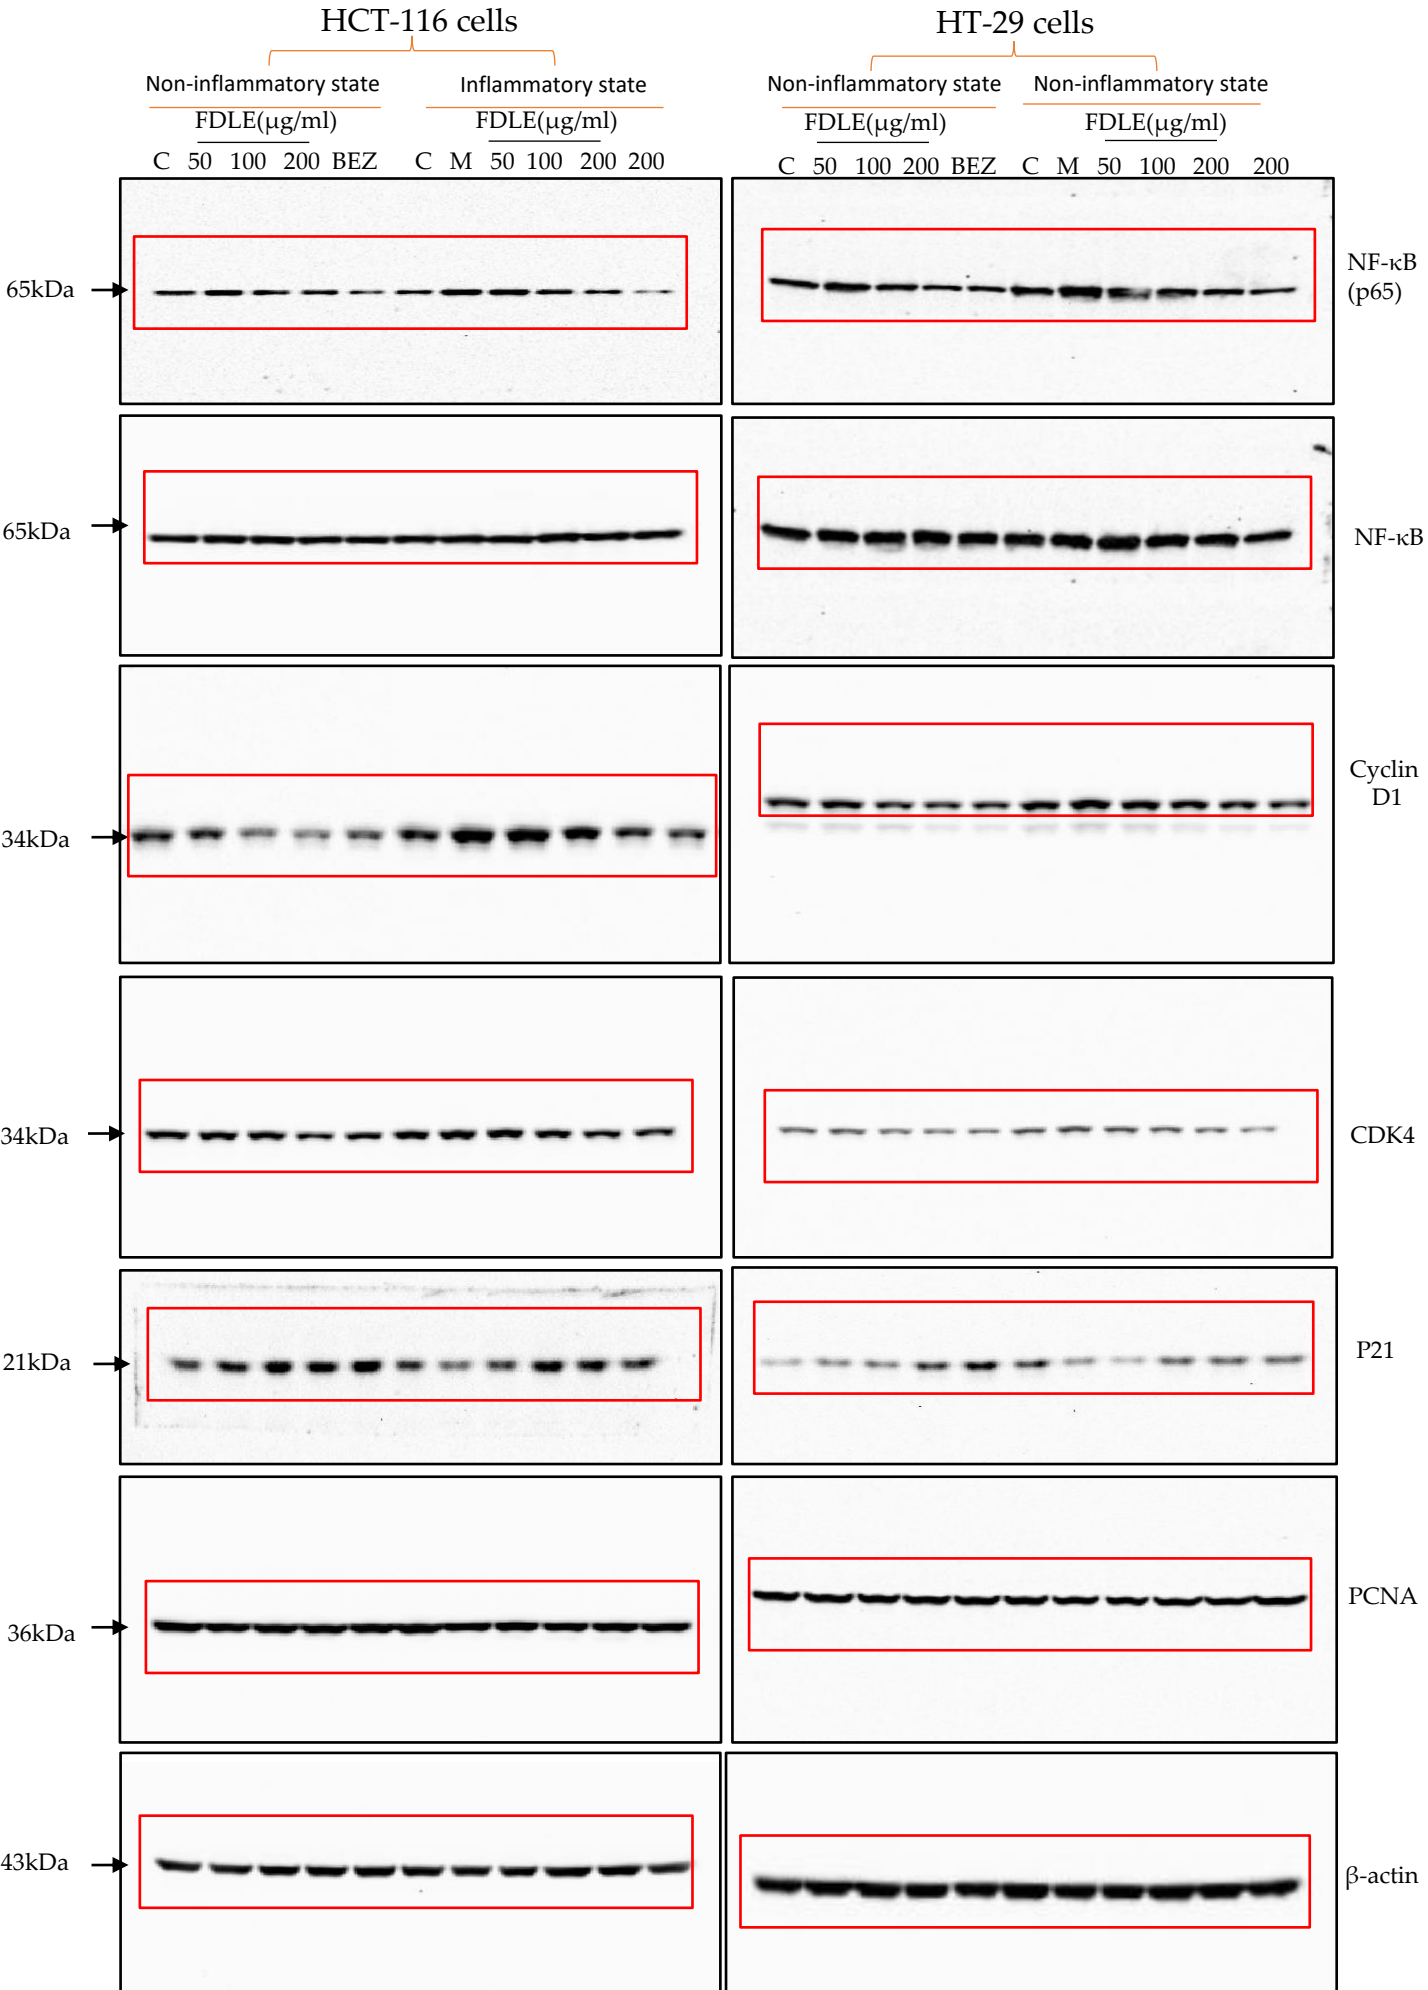 HCT-116 cells
HT-29 cells
Non-inflammatory state
Inflammatory state
Non-inflammatory state
Non-inflammatory state
FDLE(µg/ml)
FDLE(µg/ml)
FDLE(µg/ml)
FDLE(µg/ml)
C 50 100 200 BEZ C M 50 100 200 200
C 50 100 200 BEZ C M 50 100 200 200
65kDa
NF-κB
(p65)
65kDa
NF-κB
34kDa
Cyclin
D1
34kDa
CDK4
21kDa
P21
36kDa
PCNA
43kDa
β-actin